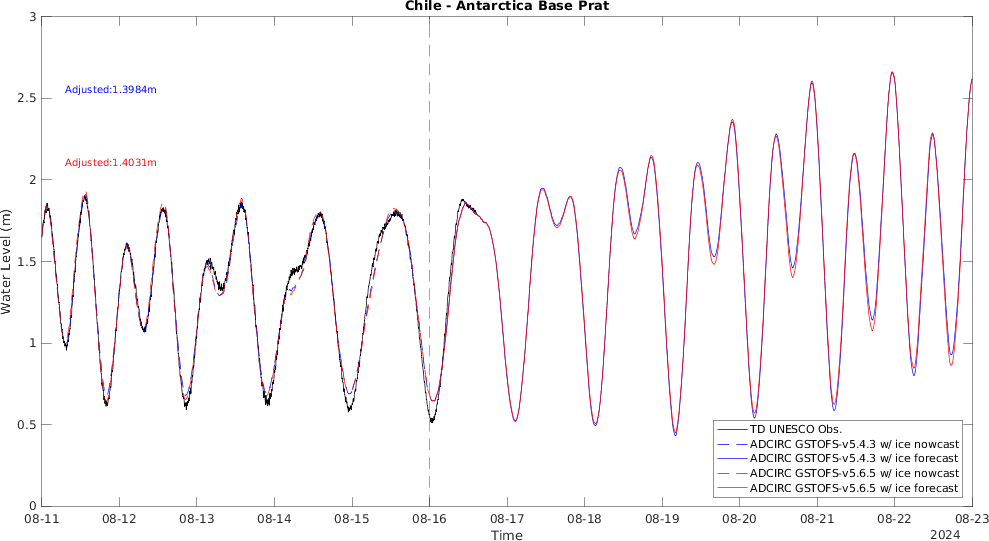 Chile - Antarctica Base Prat
3
2.5
2
1.5
1
0.5
0
Water Level (m)
Adjusted:1.3984m
Adjusted:1.4031m
TD UNESCO Obs.
ADCIRC GSTOFS-v5.4.3 w/ ice nowcast
ADCIRC GSTOFS-v5.4.3 w/ ice forecast
ADCIRC GSTOFS-v5.6.5 w/ ice nowcast
ADCIRC GSTOFS-v5.6.5 w/ ice forecast
08-11 08-12 08-13 08-14 08-15 08-16 08-17 08-18 08-19 08-20 08-21 08-22 08-23
Time
2024